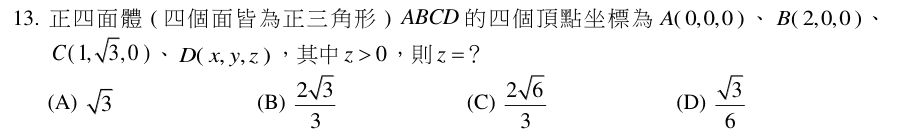 13. 正四面體 ( 四個面皆為正三角形 ) ABCD 的四個頂點坐標為 A( 0,0,0 ) 、 B( 2,0,0 ) 、
C( 1,√3,0 ) 、 D( x, y, z ) ,其中 z > 0 ,則 z = ?
(A) √3 (B) 2√3/3 (C) 2√6/3 (D) √3/6